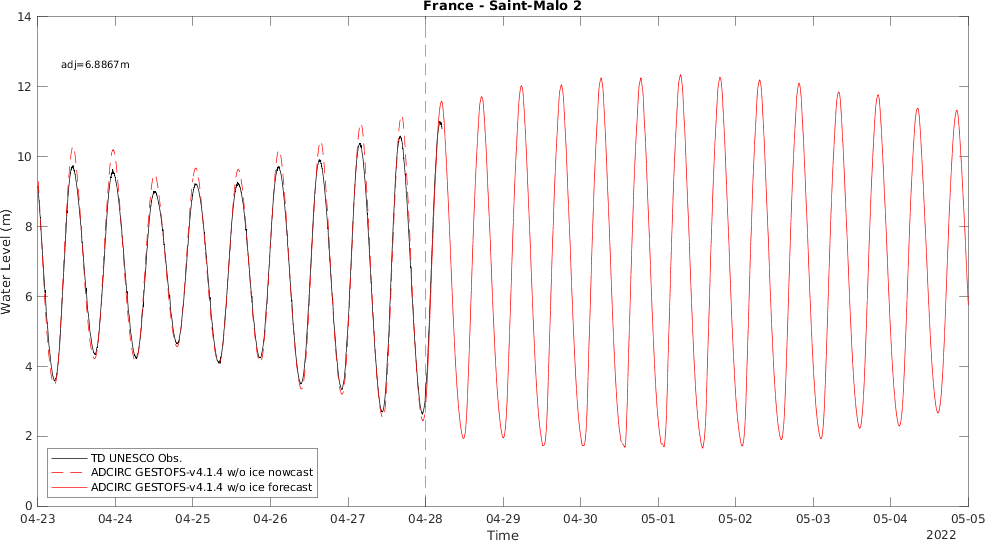 France - Saint-Malo 2
14
12
10
8
6
4
2
0
Water Level (m)
adj=6.8867m
TD UNESCO Obs.
ADCIRC GESTOFS-v4.1.4 w/o ice nowcast
ADCIRC GESTOFS-v4.1.4 w/o ice forecast
04-23 04-24 04-25 04-26 04-27 04-28 04-29 04-30 05-01 05-02 05-03 05-04 05-05
Time
2022